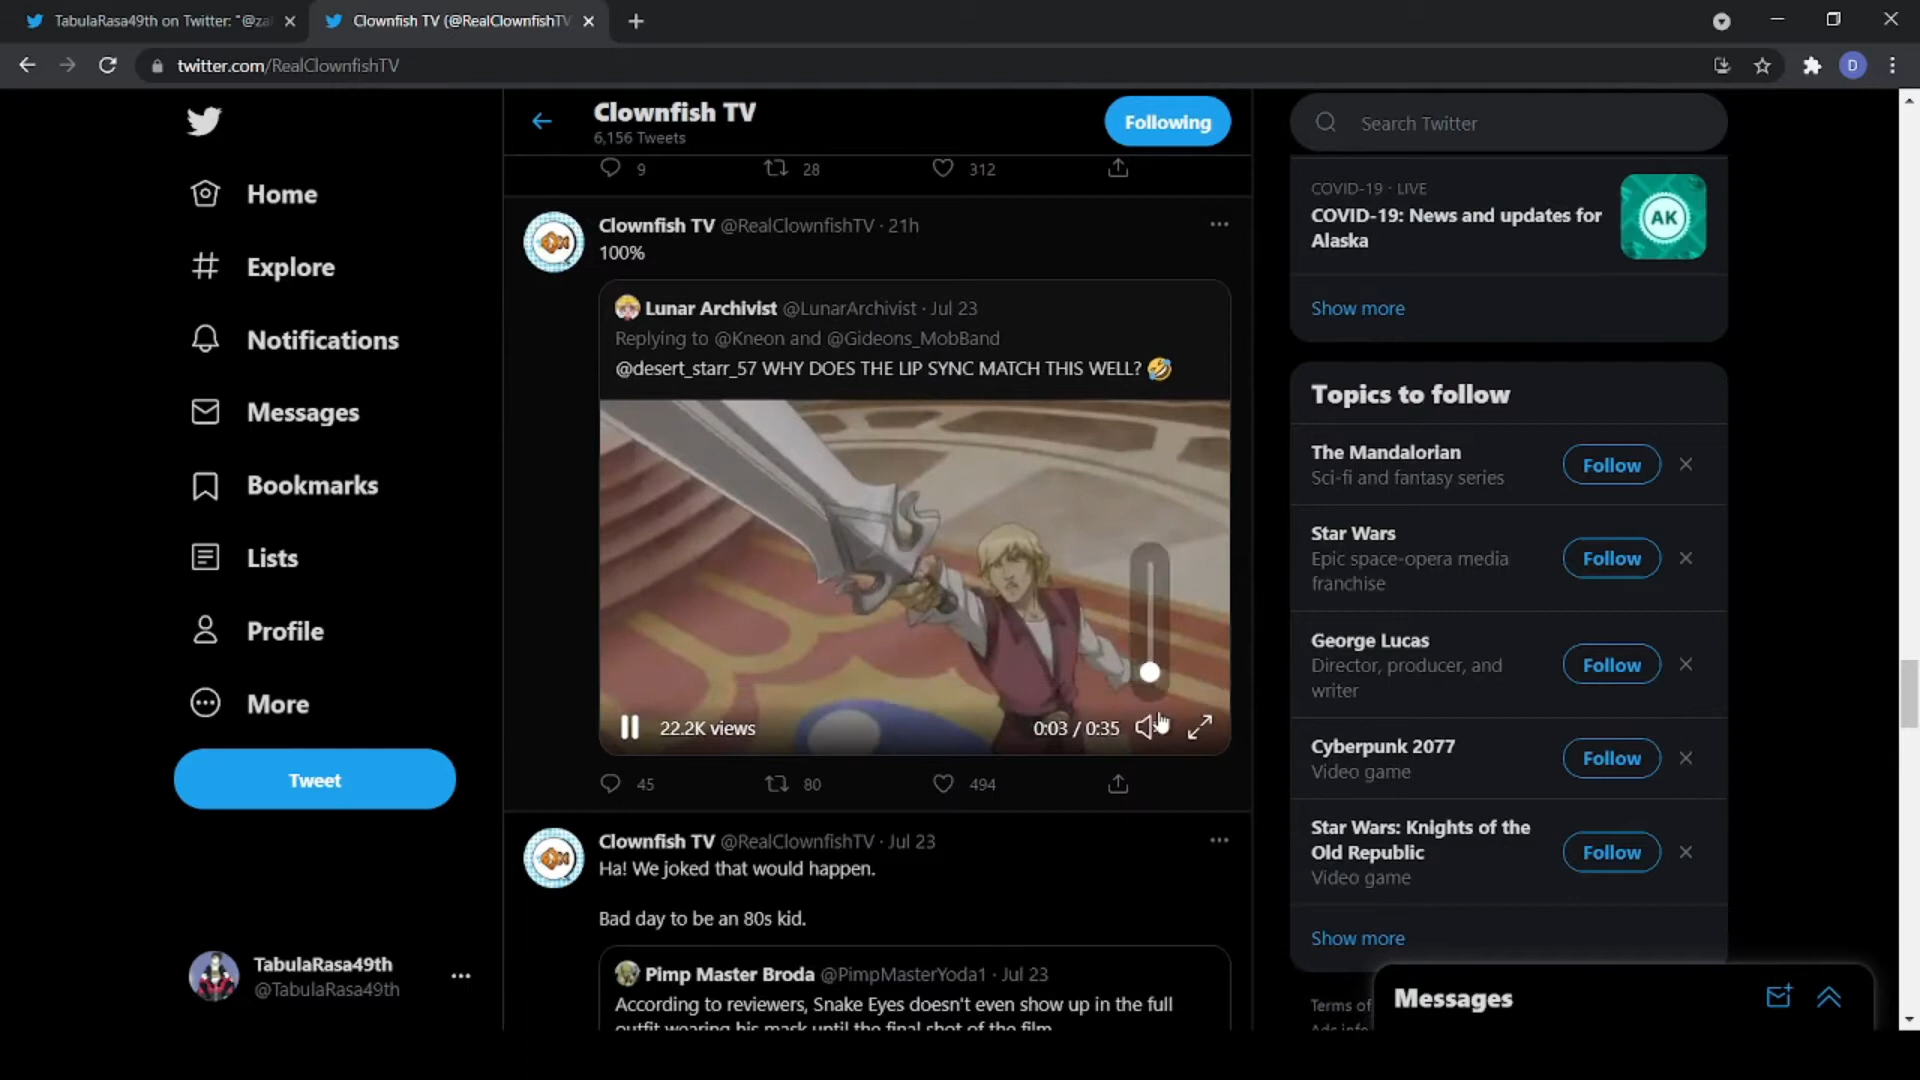 TabulaRasa49th on Twitter: "@za
Clownfish TV (@RealClownfishTV
twitter.com/RealClownfishTV
D
Home
Explore
Notifications
Messages
Bookmarks
Lists
Profile
More
Tweet
TabulaRasa49th
@TabulaRasa49th
Clownfish TV
6,156 Tweets
Following
9 28 312
Clownfish TV @RealClownfishTV · 21h
100%
Lunar Archivist @LunarArchivist · Jul 23
Replying to @Kneon and @Gideons_MobBand
@desert_starr_57 WHY DOES THE LIP SYNC MATCH THIS WELL? 🤣
22.2K views 0:03 / 0:35
45 80 494
Clownfish TV @RealClownfishTV · Jul 23
Ha! We joked that would happen.
Bad day to be an 80s kid.
Pimp Master Broda @PimpMasterYoda1 · Jul 23
According to reviewers, Snake Eyes doesn't even show up in the full
outfit wearing his mask until the final shot of the film
Search Twitter
COVID-19 · LIVE
COVID-19: News and updates for
Alaska
AK
Show more
Topics to follow
The Mandalorian
Sci-fi and fantasy series
Follow
Star Wars
Epic space-opera media
franchise
Follow
George Lucas
Director, producer, and
writer
Follow
Cyberpunk 2077
Video game
Follow
Star Wars: Knights of the
Old Republic
Video game
Follow
Show more
Terms of
Ads info
Messages